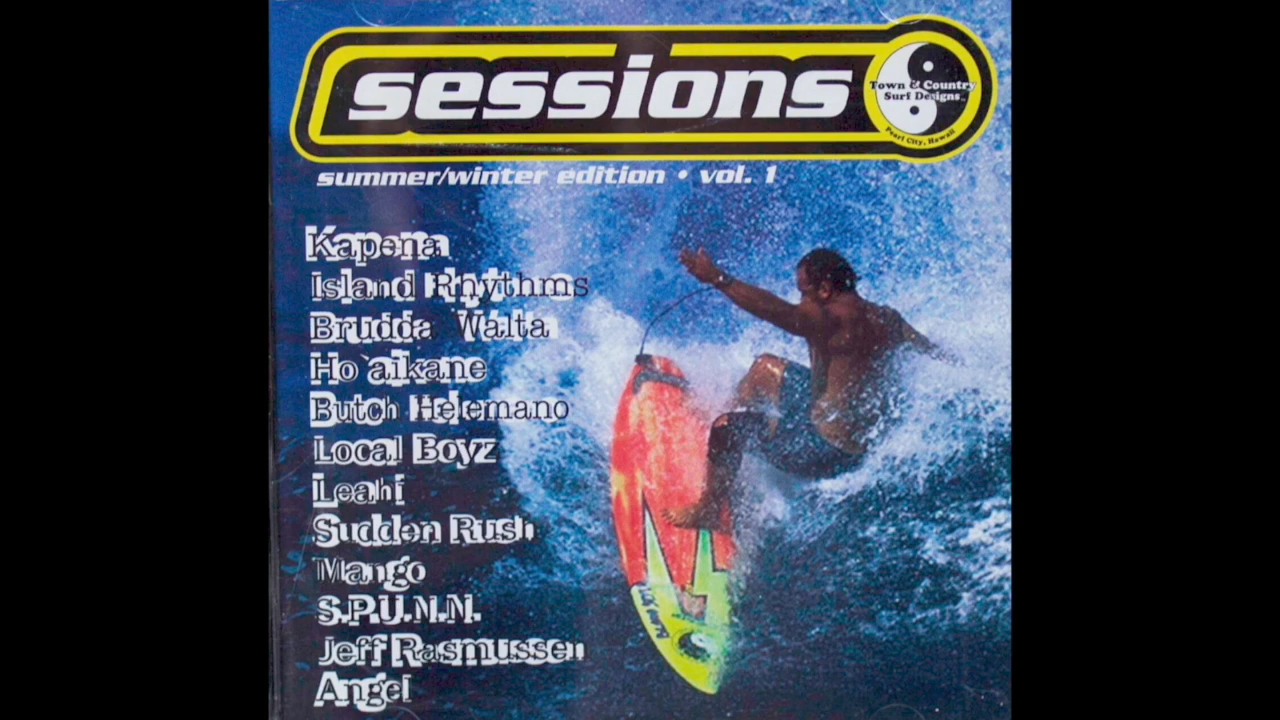 sessions
Town & Country
Surf Designs
Pearl City, Hawaii
summer/winter edition • vol. 1
Kapena
Island Rhythms
Brudda Walta
Ho'aikane
Butch Helemano
Local Boyz
Leahi
Sudden Rush
Mango
S.P.U.N.N.
Jeff Rasmussen
Angel